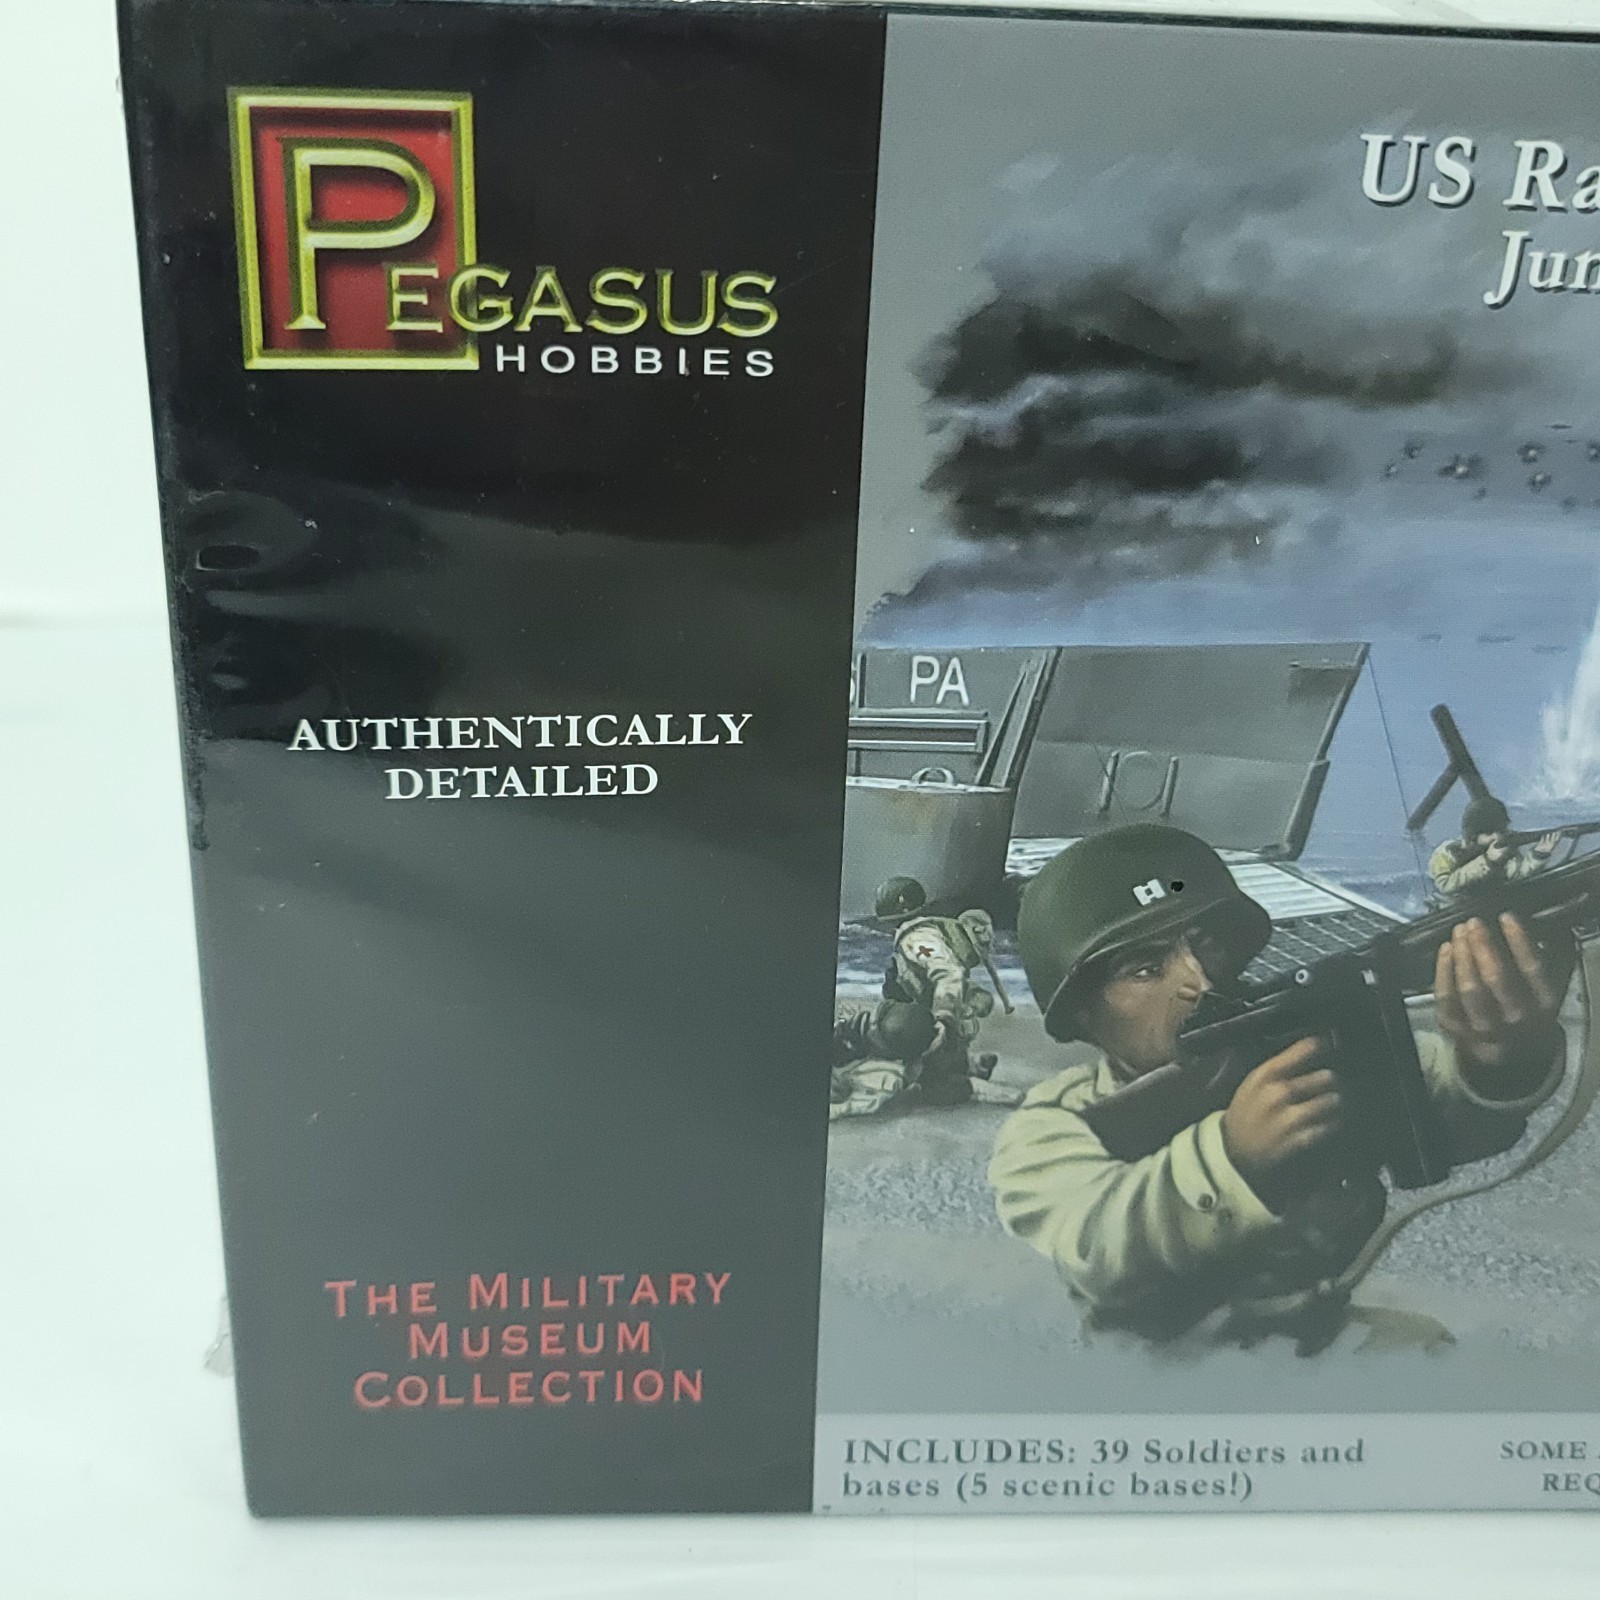 PEGASUS
HOBBIES
US Ra
Jun
PA
AUTHENTICALLY
DETAILED
THE MILITARY
MUSEUM
COLLECTION
INCLUDES: 39 Soldiers and
bases (5 scenic bases!)
SOME
REQ